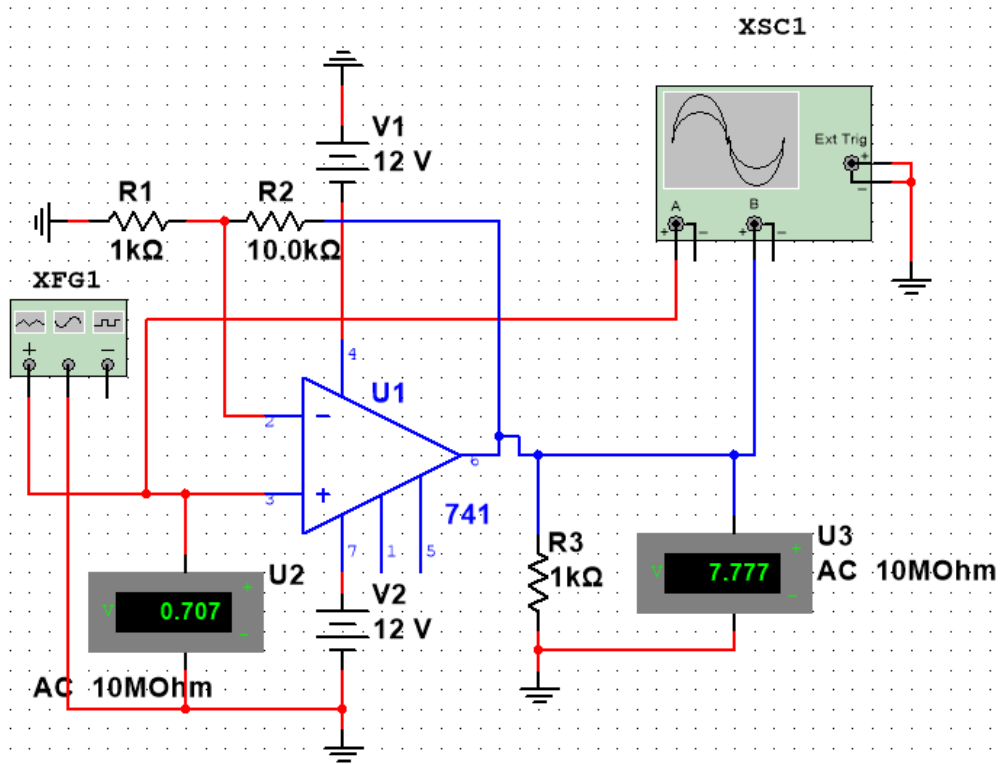 XSC1
V1
12 V
Ext Trig
+
−
R1
R2
A
B
+
−
+
−
1kΩ
10.0kΩ
XFG1
+
−
4
U1
2
−
6
3
+
741
7
1
5
R3
1kΩ
U3
AC 10MOhm
V
7.777
+
−
U2
V
0.707
+
−
V2
12 V
AC 10MOhm